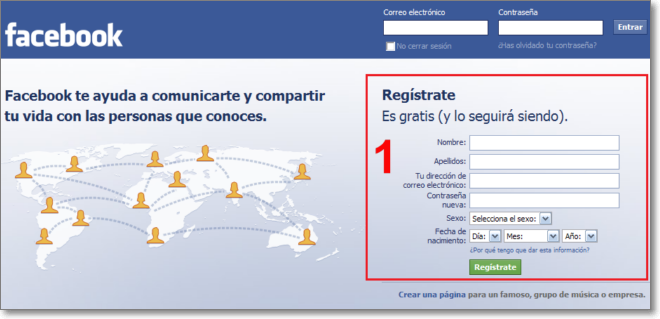 facebook
Correo electrónico
Contraseña
Entrar
No cerrar sesión
¿Has olvidado tu contraseña?
Facebook te ayuda a comunicarte y compartir
tu vida con las personas que conoces.
1
Regístrate
Es gratis (y lo seguirá siendo).
Nombre:
Apellidos:
Tu dirección de
correo electrónico:
Contraseña
nueva:
Sexo: Selecciona el sexo:
Fecha de
nacimiento: Día: Mes: Año:
¿Por qué tengo que dar esta información?
Regístrate
Crear una página para un famoso, grupo de música o empresa.